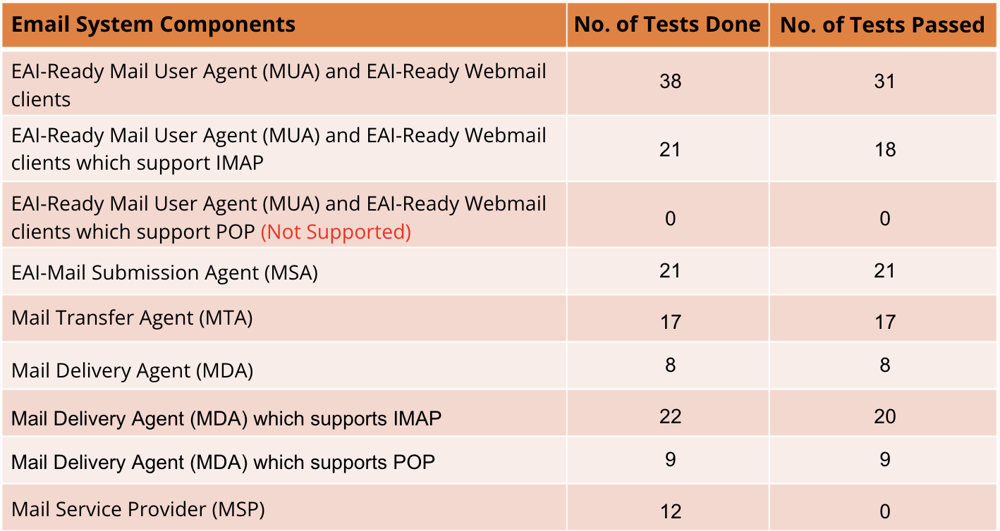 Email System Components No. of Tests Done No. of Tests Passed
EAI-Ready Mail User Agent (MUA) and EAI-Ready Webmail
clients 38 31
EAI-Ready Mail User Agent (MUA) and EAI-Ready Webmail
clients which support IMAP 21 18
EAI-Ready Mail User Agent (MUA) and EAI-Ready Webmail
clients which support POP (Not Supported) 0 0
EAI-Mail Submission Agent (MSA) 21 21
Mail Transfer Agent (MTA) 17 17
Mail Delivery Agent (MDA) 8 8
Mail Delivery Agent (MDA) which supports IMAP 22 20
Mail Delivery Agent (MDA) which supports POP 9 9
Mail Service Provider (MSP) 12 0